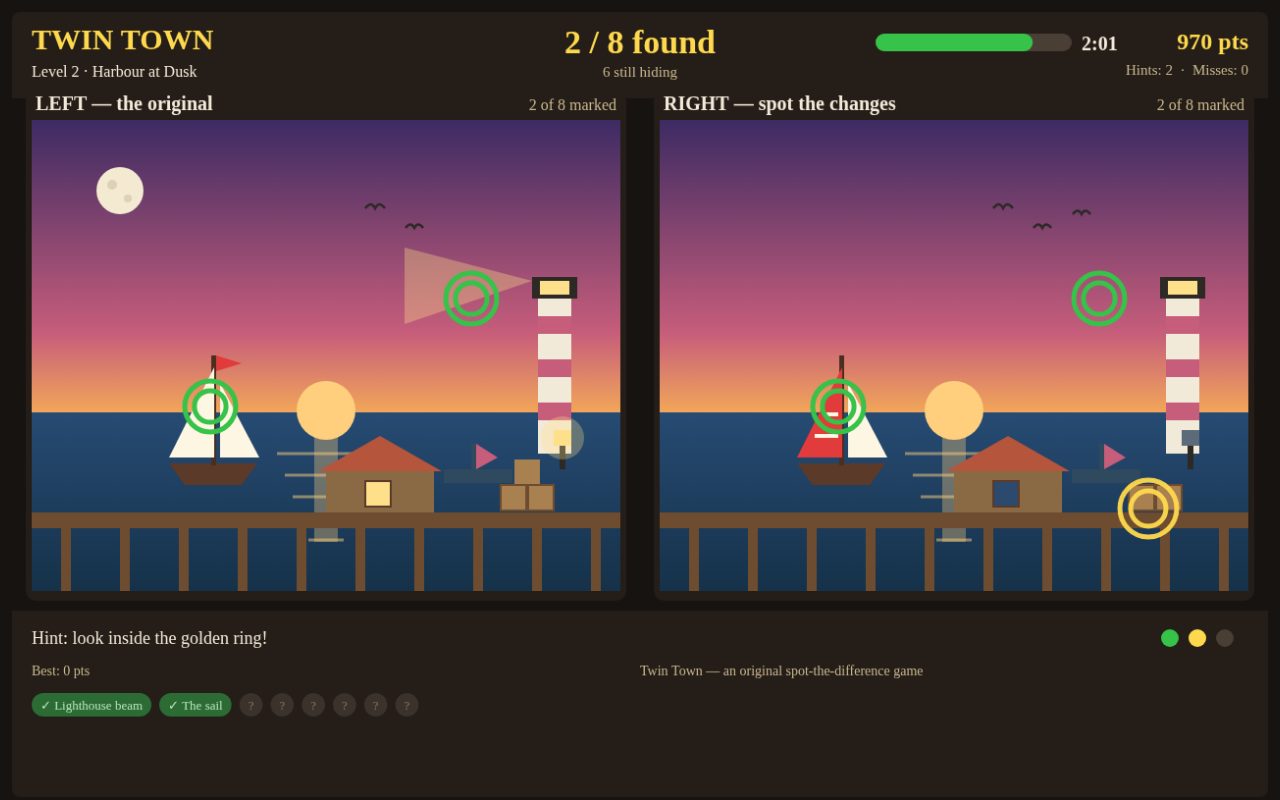 TWIN TOWN
Level 2 · Harbour at Dusk
2 / 8 found
6 still hiding
2:01
970 pts
Hints: 2 · Misses: 0
LEFT — the original
2 of 8 marked
RIGHT — spot the changes
2 of 8 marked
Hint: look inside the golden ring!
Best: 0 pts
Twin Town — an original spot-the-difference game
✓ Lighthouse beam
✓ The sail
? ? ? ? ? ?